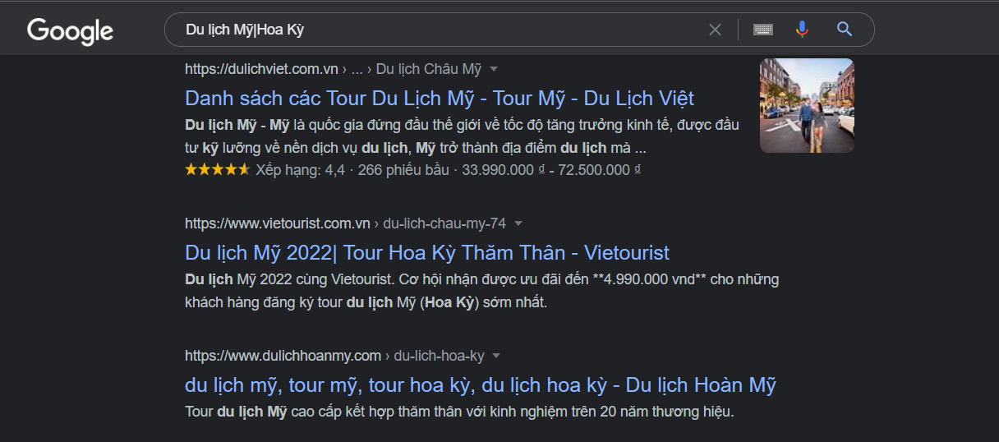 Google
Du lịch Mỹ|Hoa Kỳ
https://dulichviet.com.vn › ... › Du lịch Châu Mỹ
Danh sách các Tour Du Lịch Mỹ - Tour Mỹ - Du Lịch Việt
Du lịch Mỹ - Mỹ là quốc gia đứng đầu thế giới về tốc độ tăng trưởng kinh tế, được đầu
tư kỹ lưỡng về nền dịch vụ du lịch, Mỹ trở thành địa điểm du lịch mà ...
Xếp hạng: 4,4 · 266 phiếu bầu · 33.990.000 ₫ - 72.500.000 ₫
https://www.vietourist.com.vn › du-lich-chau-my-74
Du lịch Mỹ 2022| Tour Hoa Kỳ Thăm Thân - Vietourist
Du lịch Mỹ 2022 cùng Vietourist. Cơ hội nhận được ưu đãi đến **4.990.000 vnd** cho những
khách hàng đăng ký tour du lịch Mỹ (Hoa Kỳ) sớm nhất.
https://www.dulichhoanmy.com › du-lich-hoa-ky
du lịch mỹ, tour mỹ, tour hoa kỳ, du lịch hoa kỳ - Du lịch Hoàn Mỹ
Tour du lịch Mỹ cao cấp kết hợp thăm thân với kinh nghiệm trên 20 năm thương hiệu.